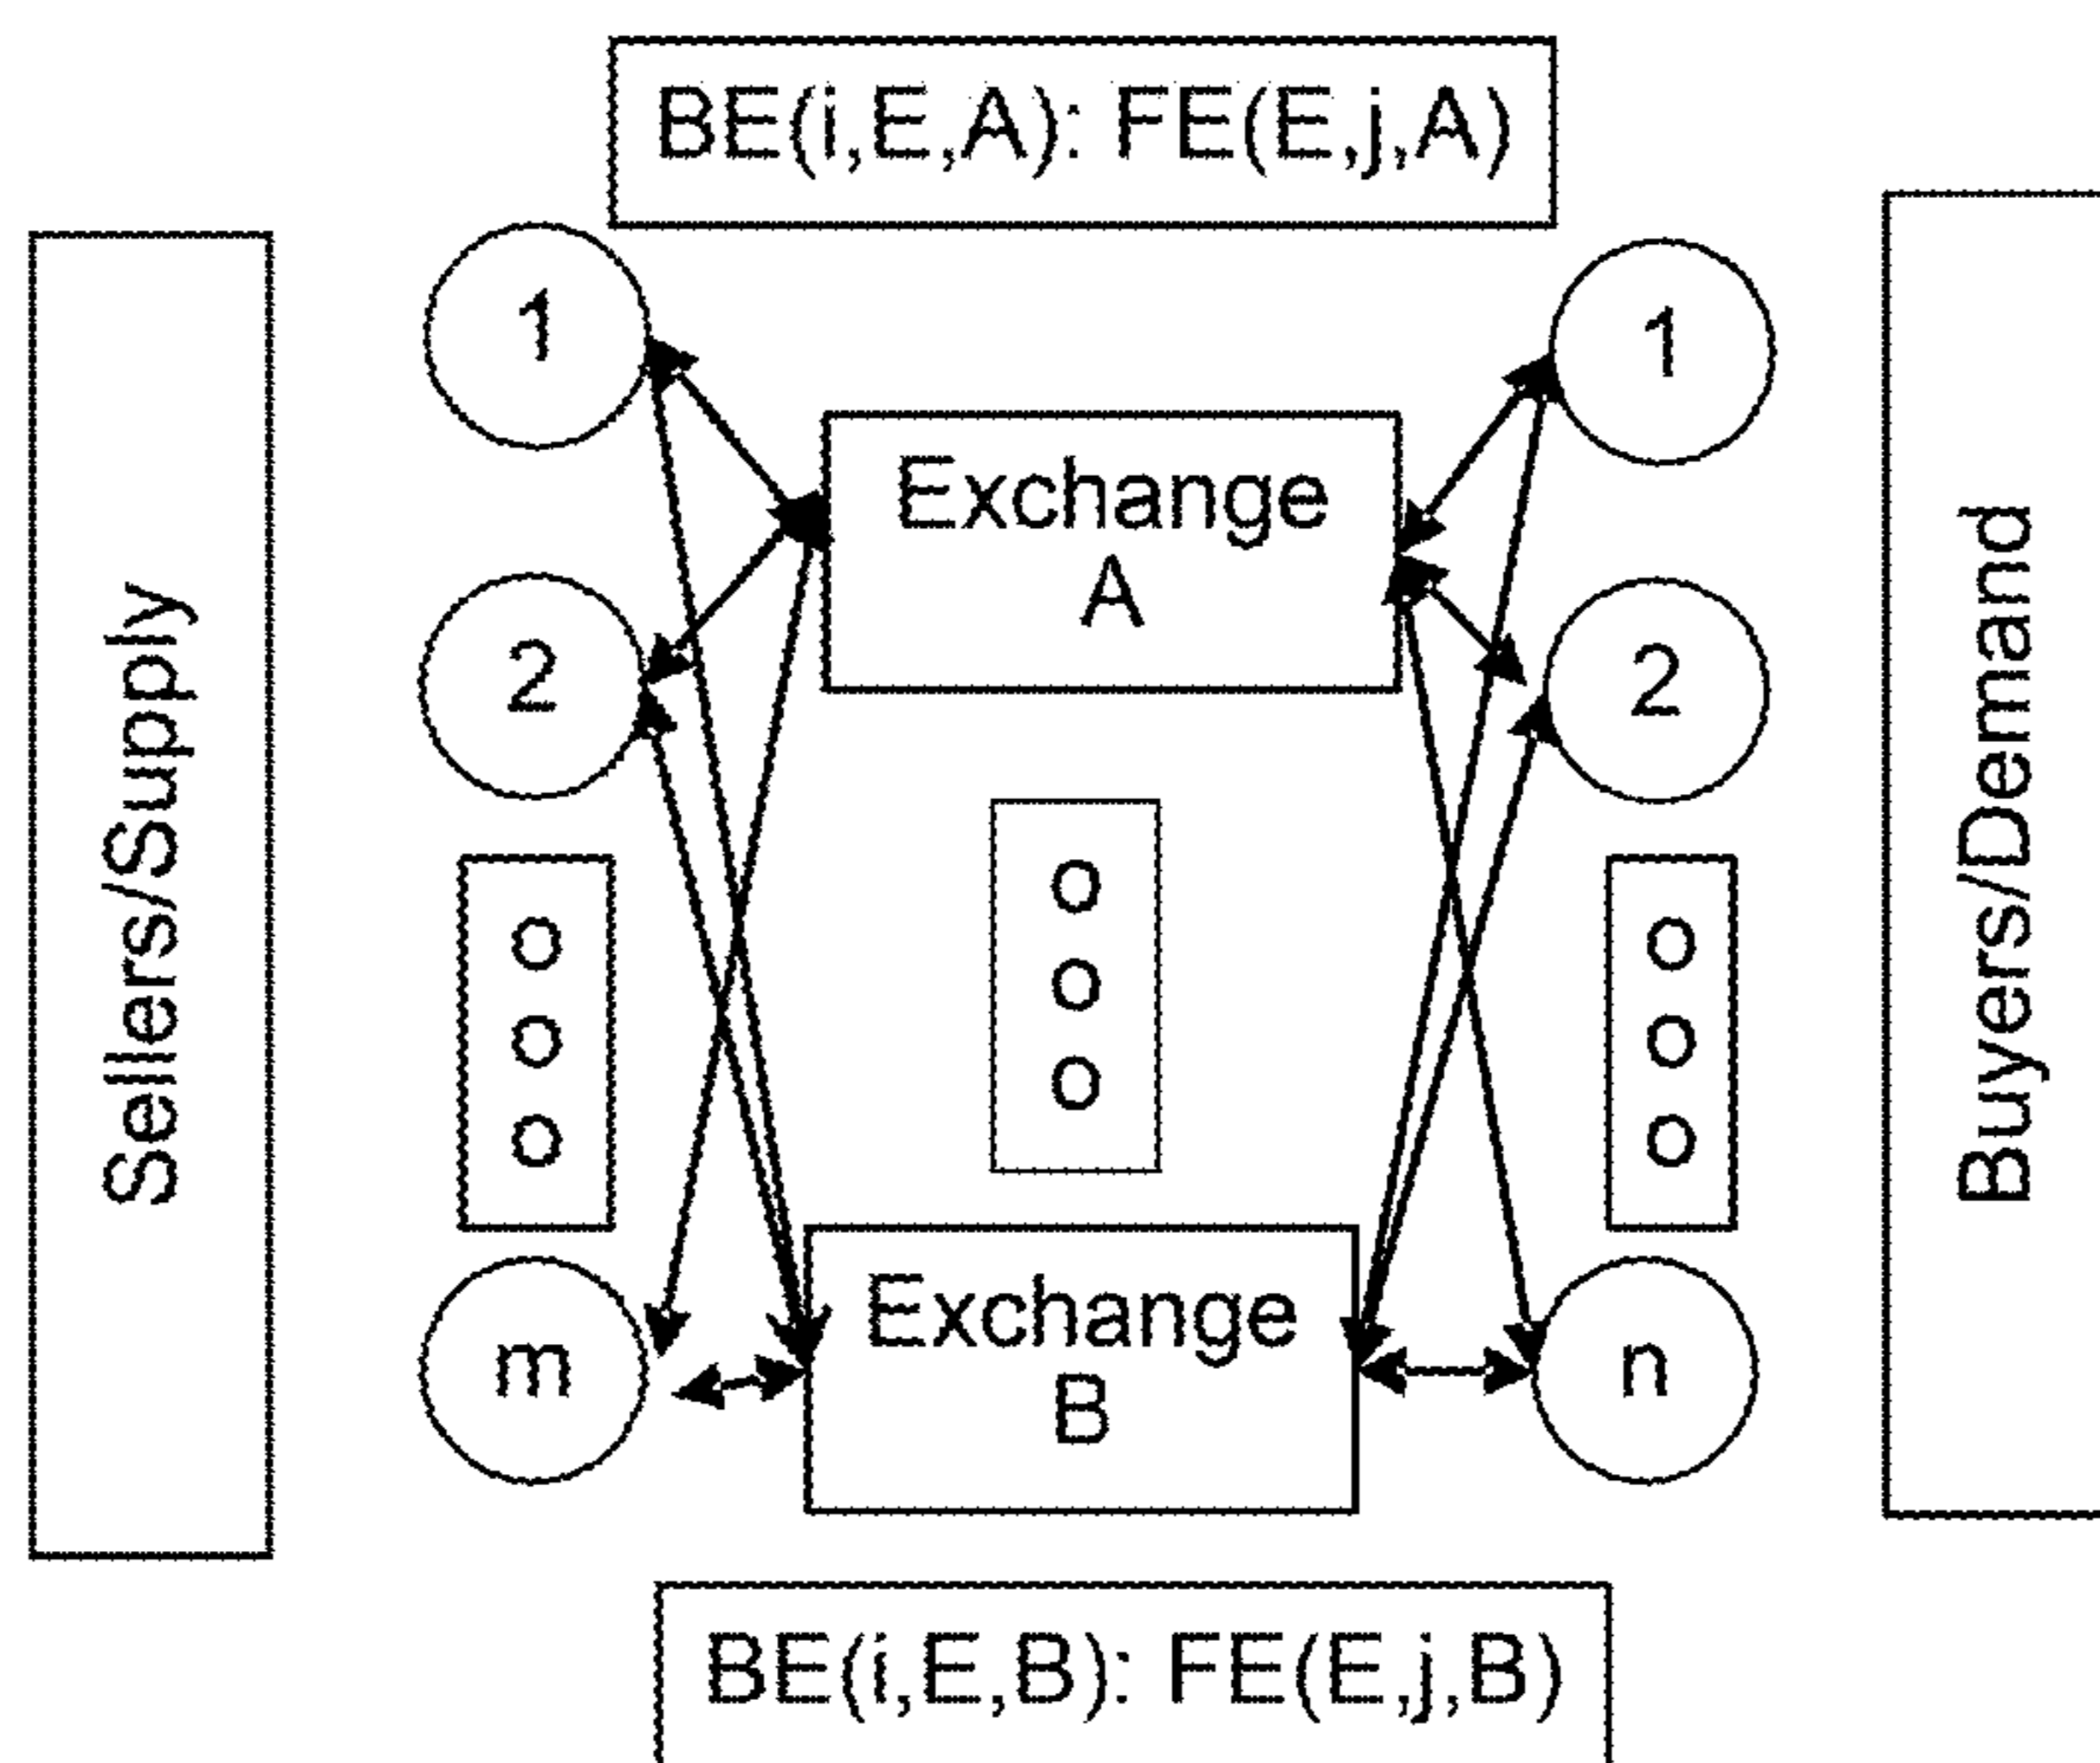 BE(i,E,A): FE(E,j,A)
Sellers/Supply
1
2
o
o
o
m
Exchange
A
o
o
o
Exchange
B
1
2
o
o
o
n
Buyers/Demand
BE(i,E,B): FE(E,j,B)